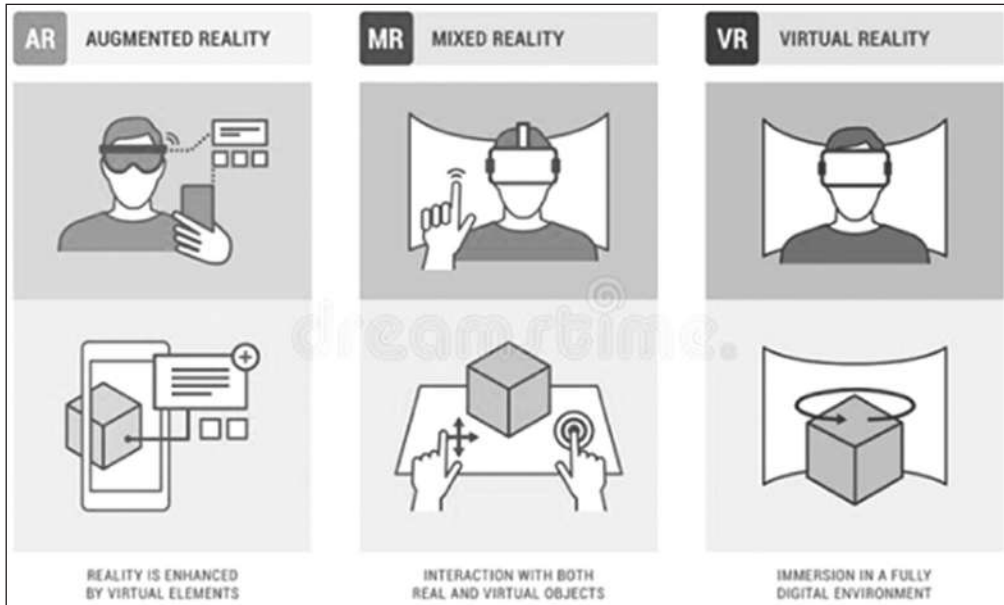 AR AUGMENTED REALITY
MR MIXED REALITY
VR VIRTUAL REALITY
dreamstime.
REALITY IS ENHANCED
BY VIRTUAL ELEMENTS
INTERACTION WITH BOTH
REAL AND VIRTUAL OBJECTS
IMMERSION IN A FULLY
DIGITAL ENVIRONMENT